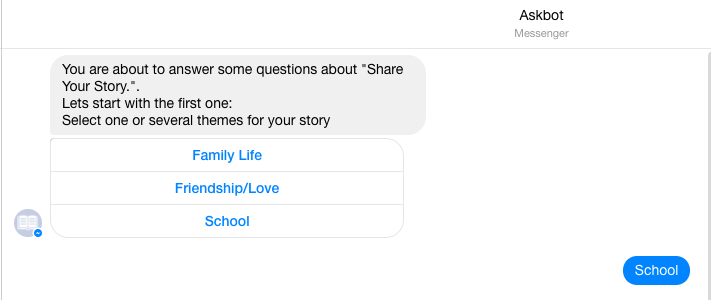 Askbot
Messenger
You are about to answer some questions about "Share
Your Story.".
Lets start with the first one:
Select one or several themes for your story
Family Life
Friendship/Love
School
School